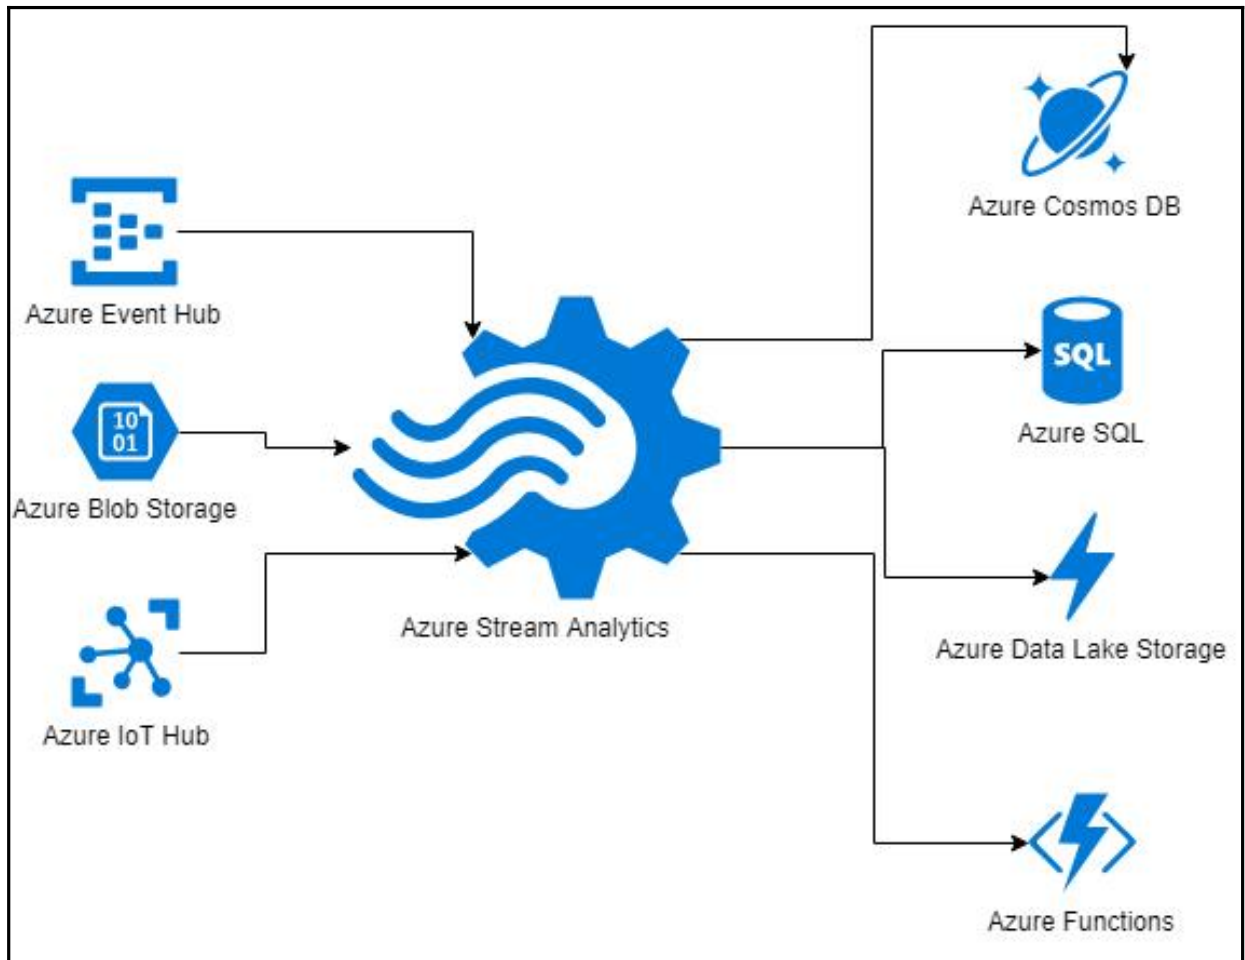 Azure Cosmos DB
Azure Event Hub
SQL
Azure SQL
10
01
Azure Blob Storage
Azure Stream Analytics
Azure Data Lake Storage
Azure IoT Hub
Azure Functions